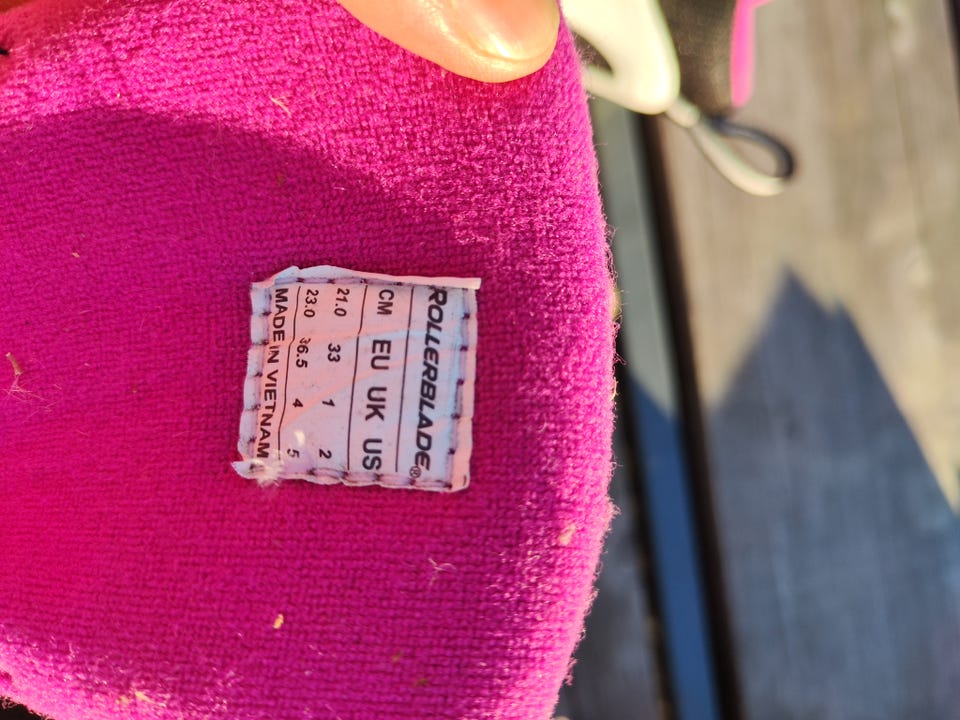 ROLLERBLADE®
CM EU UK US
21.0 33 1 2
23.0 36.5 4 5
MADE IN VIETNAM